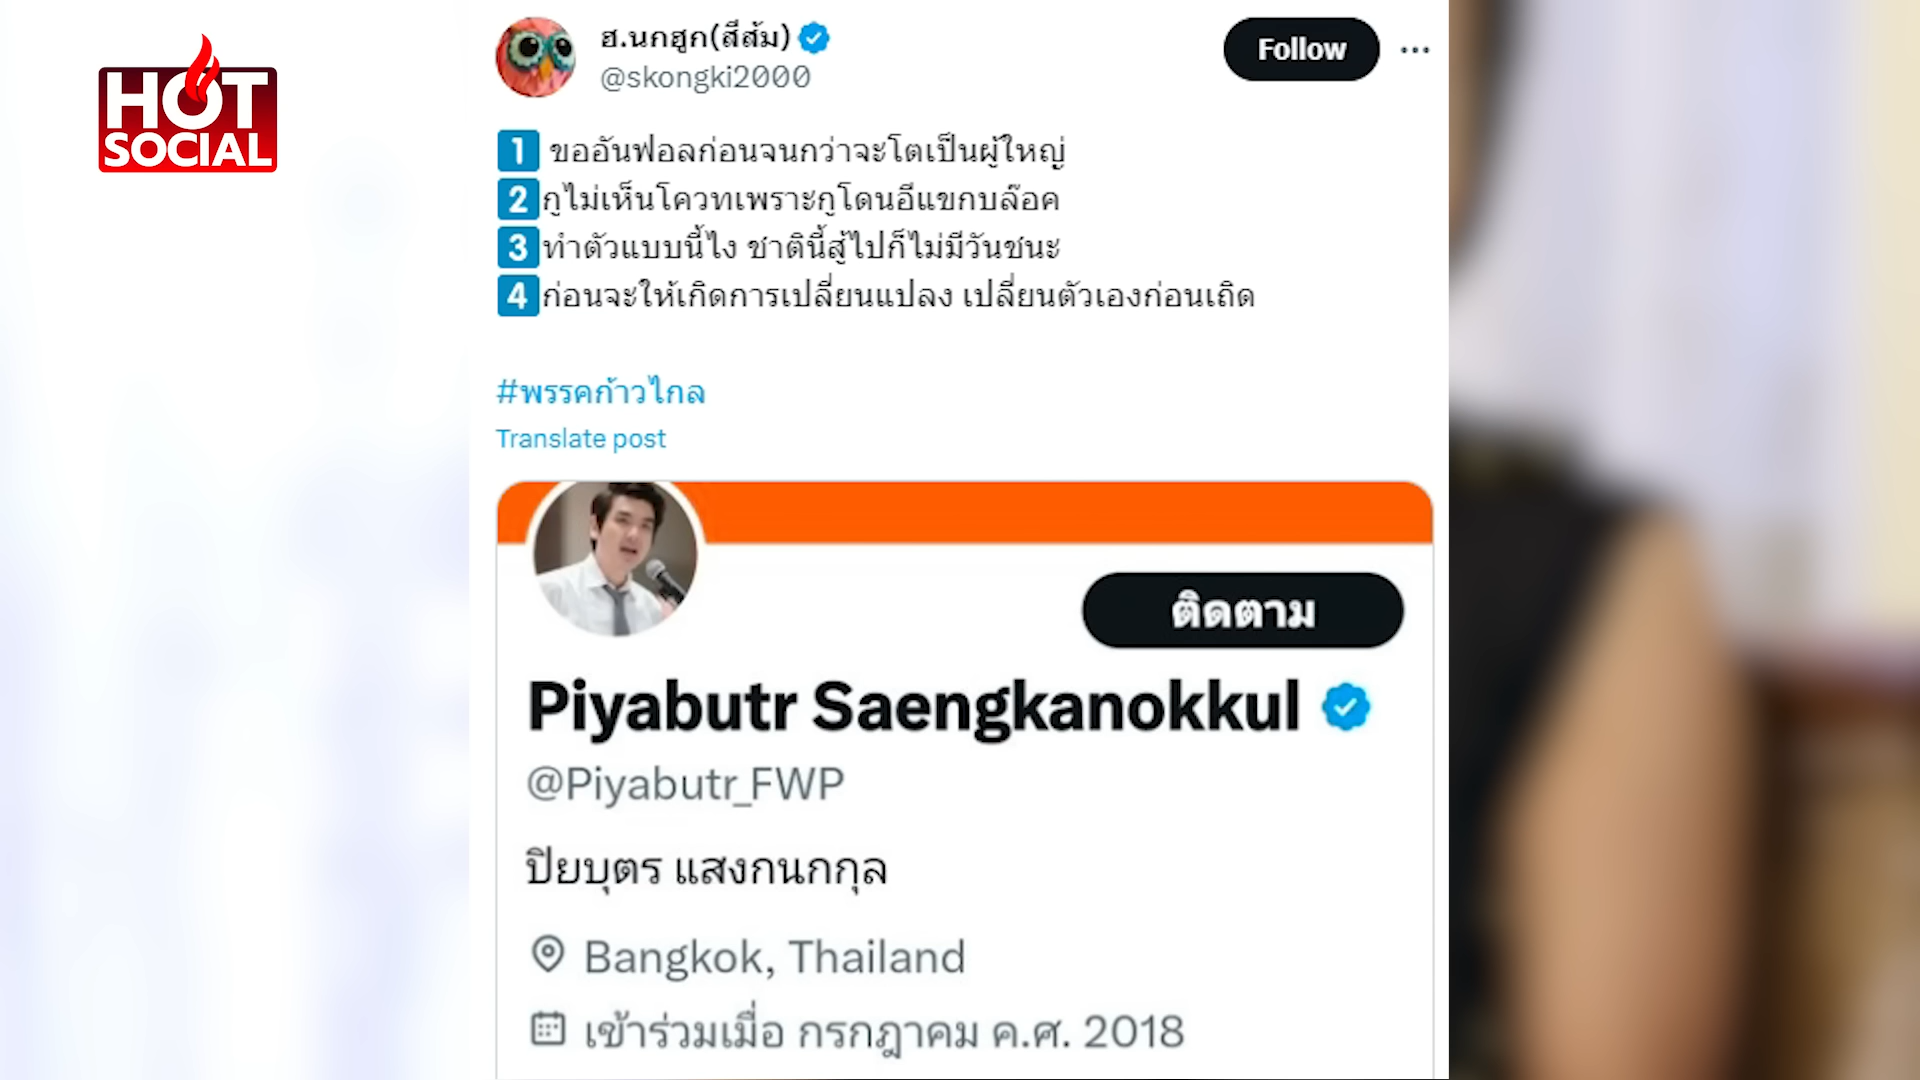 HOT
SOCIAL
ฮ.นกฮูก(สีส้ม)
@skongki2000
Follow
1 ขออันฟอลก่อนจนกว่าจะโตเป็นผู้ใหญ่
2 กูไม่เห็นโควทเพราะกูโดนอีแขกบล๊อค
3 ทำตัวแบบนี้ไง ชาตินี้สู้ไปก็ไม่มีวันชนะ
4 ก่อนจะให้เกิดการเปลี่ยนแปลง เปลี่ยนตัวเองก่อนเถิด
#พรรคก้าวไกล
Translate post
ติดตาม
Piyabutr Saengkanokkul
@Piyabutr_FWP
ปิยบุตร แสงกนกกุล
Bangkok, Thailand
เข้าร่วมเมื่อ กรกฎาคม ค.ศ. 2018